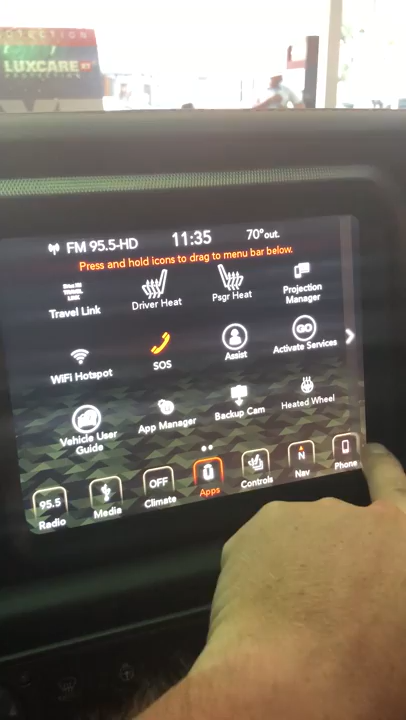 OTECTION
LUXCARE
PROTECTION
FM 95.5-HD 11:35 70°out.
Press and hold icons to drag to menu bar below.
Travel Link Driver Heat Psgr Heat Projection Manager
WiFi Hotspot SOS Assist GO Activate Services
Vehicle User Guide App Manager Backup Cam Heated Wheel
95.5 OFF N
Radio Media Climate Apps Controls Nav Phone